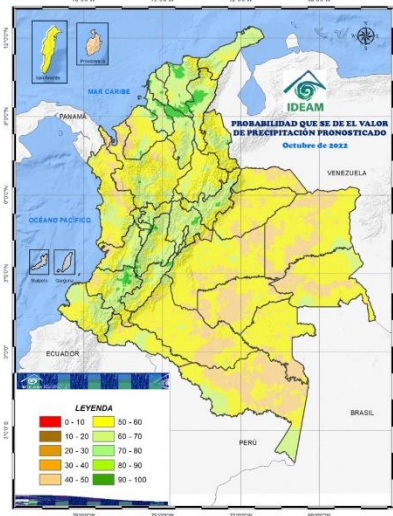 San Andrés
Providencia
MAR CARIBE
PANAMÁ
IDEAM
PROBABILIDAD QUE SE DE EL VALOR
DE PRECIPITACIÓN PRONOSTICADO
Octubre de 2022
VENEZUELA
OCÉANO PACÍFICO
Malpelo
Gorgona
ECUADOR
BRASIL
PERÚ
IDEAM
LEYENDA
0 - 10 50 - 60
10 - 20 60 - 70
20 - 30 70 - 80
30 - 40 80 - 90
40 - 50 90 - 100